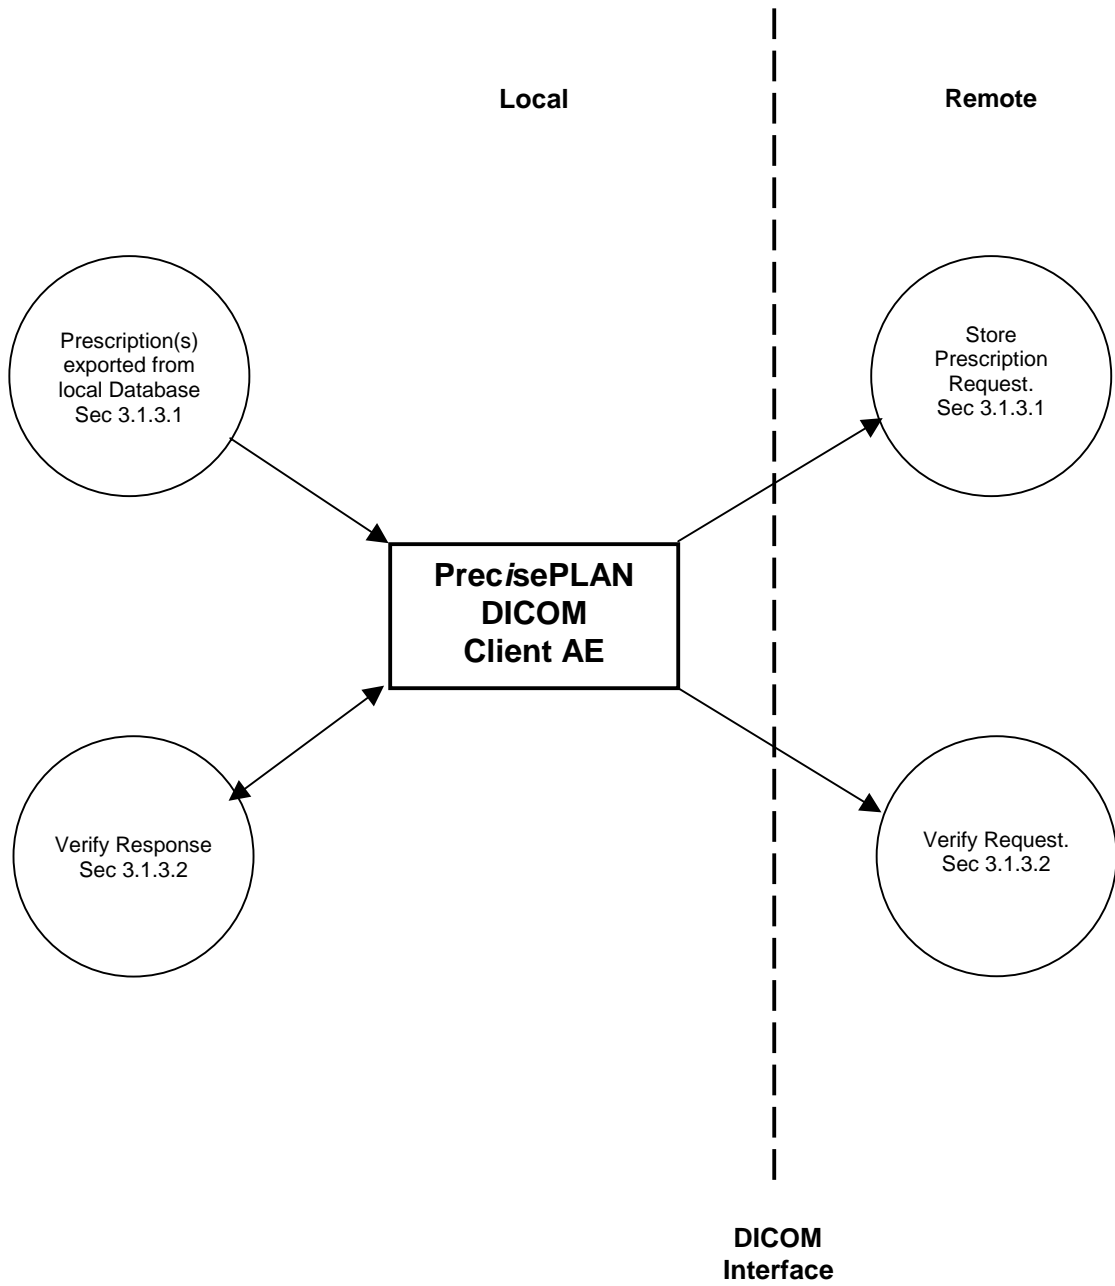 Local
Remote
Prescription(s)
exported from
local Database
Sec 3.1.3.1
Store
Prescription
Request.
Sec 3.1.3.1
PrecisePLAN
DICOM
Client AE
Verify Response
Sec 3.1.3.2
Verify Request.
Sec 3.1.3.2
DICOM
Interface